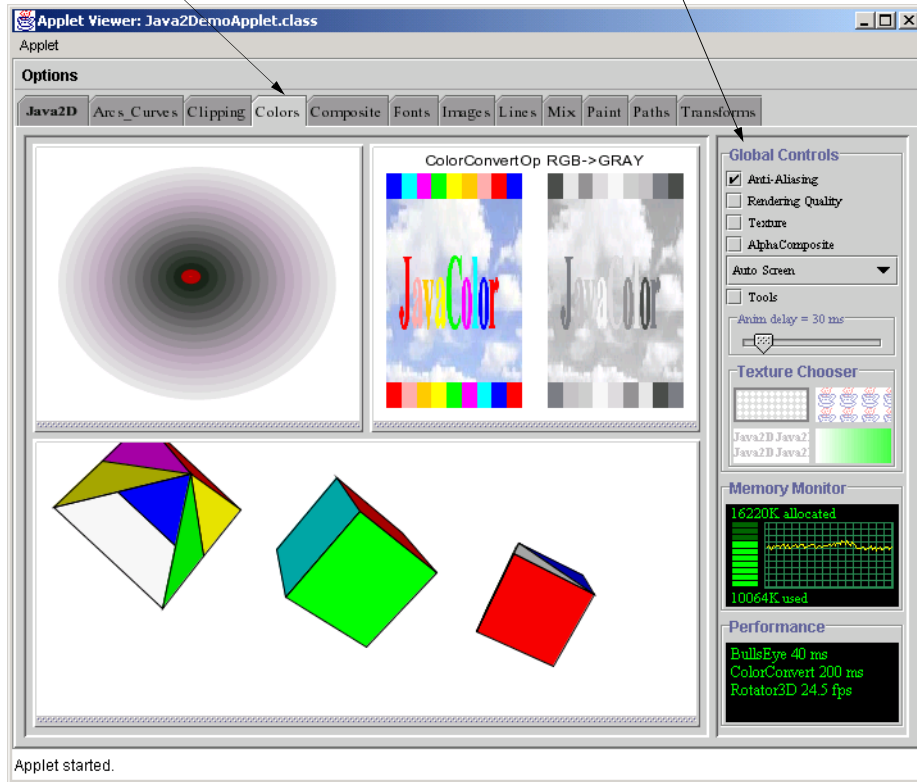 Applet Viewer: Java2DemoApplet.class
Applet
Options
Java2D Arcs_Curves Clipping Colors Composite Fonts Images Lines Mix Paint Paths Transforms
ColorConvertOp RGB->GRAY
JavaColor JavaColor
Global Controls
Anti-Aliasing
Rendering Quality
Texture
AlphaComposite
Auto Screen
Tools
Anim delay = 30 ms
Texture Chooser
Java2D Java2
Java2D Java2
Memory Monitor
16220K allocated
10064K used
Performance
BullsEye 40 ms
ColorConvert 200 ms
Rotator3D 24.5 fps
Applet started.